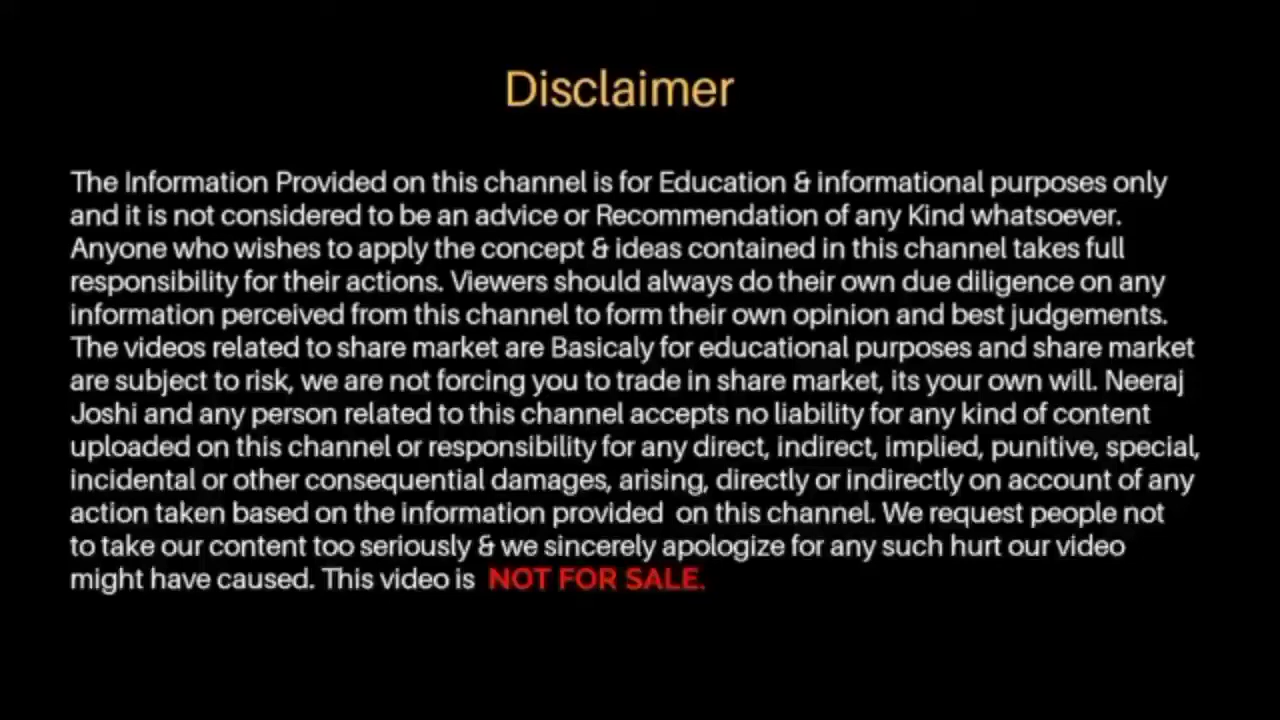 Disclaimer
The Information Provided on this channel is for Education & informational purposes only
and it is not considered to be an advice or Recommendation of any Kind whatsoever.
Anyone who wishes to apply the concept & ideas contained in this channel takes full
responsibility for their actions. Viewers should always do their own due diligence on any
information perceived from this channel to form their own opinion and best judgements.
The videos related to share market are Basicaly for educational purposes and share market
are subject to risk, we are not forcing you to trade in share market, its your own will. Neeraj
Joshi and any person related to this channel accepts no liability for any kind of content
uploaded on this channel or responsibility for any direct, indirect, implied, punitive, special,
incidental or other consequential damages, arising, directly or indirectly on account of any
action taken based on the information provided  on this channel. We request people not
to take our content too seriously & we sincerely apologize for any such hurt our video
might have caused. This video is  NOT FOR SALE.